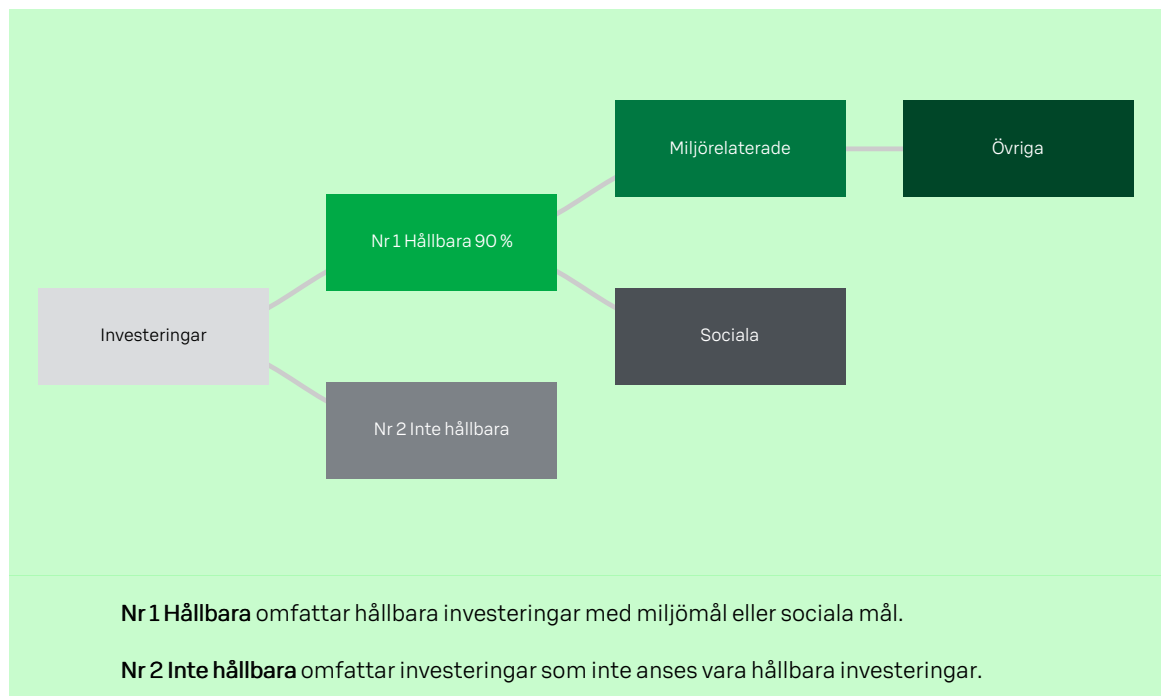 Miljörelaterade
Övriga
Nr 1 Hållbara 90 %
Investeringar
Sociala
Nr 2 Inte hållbara
Nr 1 Hållbara omfattar hållbara investeringar med miljömål eller sociala mål.
Nr 2 Inte hållbara omfattar investeringar som inte anses vara hållbara investeringar.